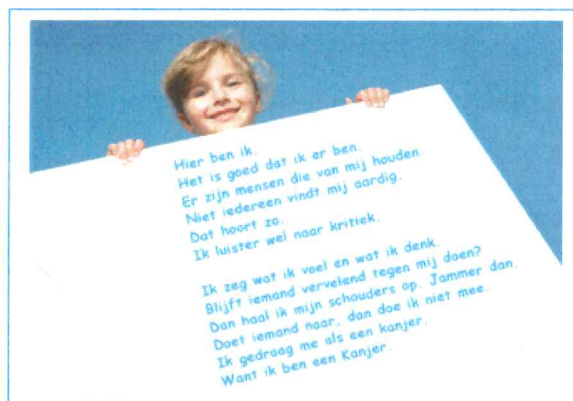 Hier ben ik.
Het is goed dat ik er ben.
Er zijn mensen die van mij houden
Niet iedereen vindt mij aardig.
Dat hoort zo.
Ik luister wel naar kritiek.
Ik zeg wat ik voel en wat ik denk.
Blijft iemand vervelend tegen mij doen?
Dan haal ik mijn schouders op. Jammer dan.
Doet iemand naar, dan doe ik niet mee.
Ik gedraag me als een kanjer.
Want ik ben een Kanjer.